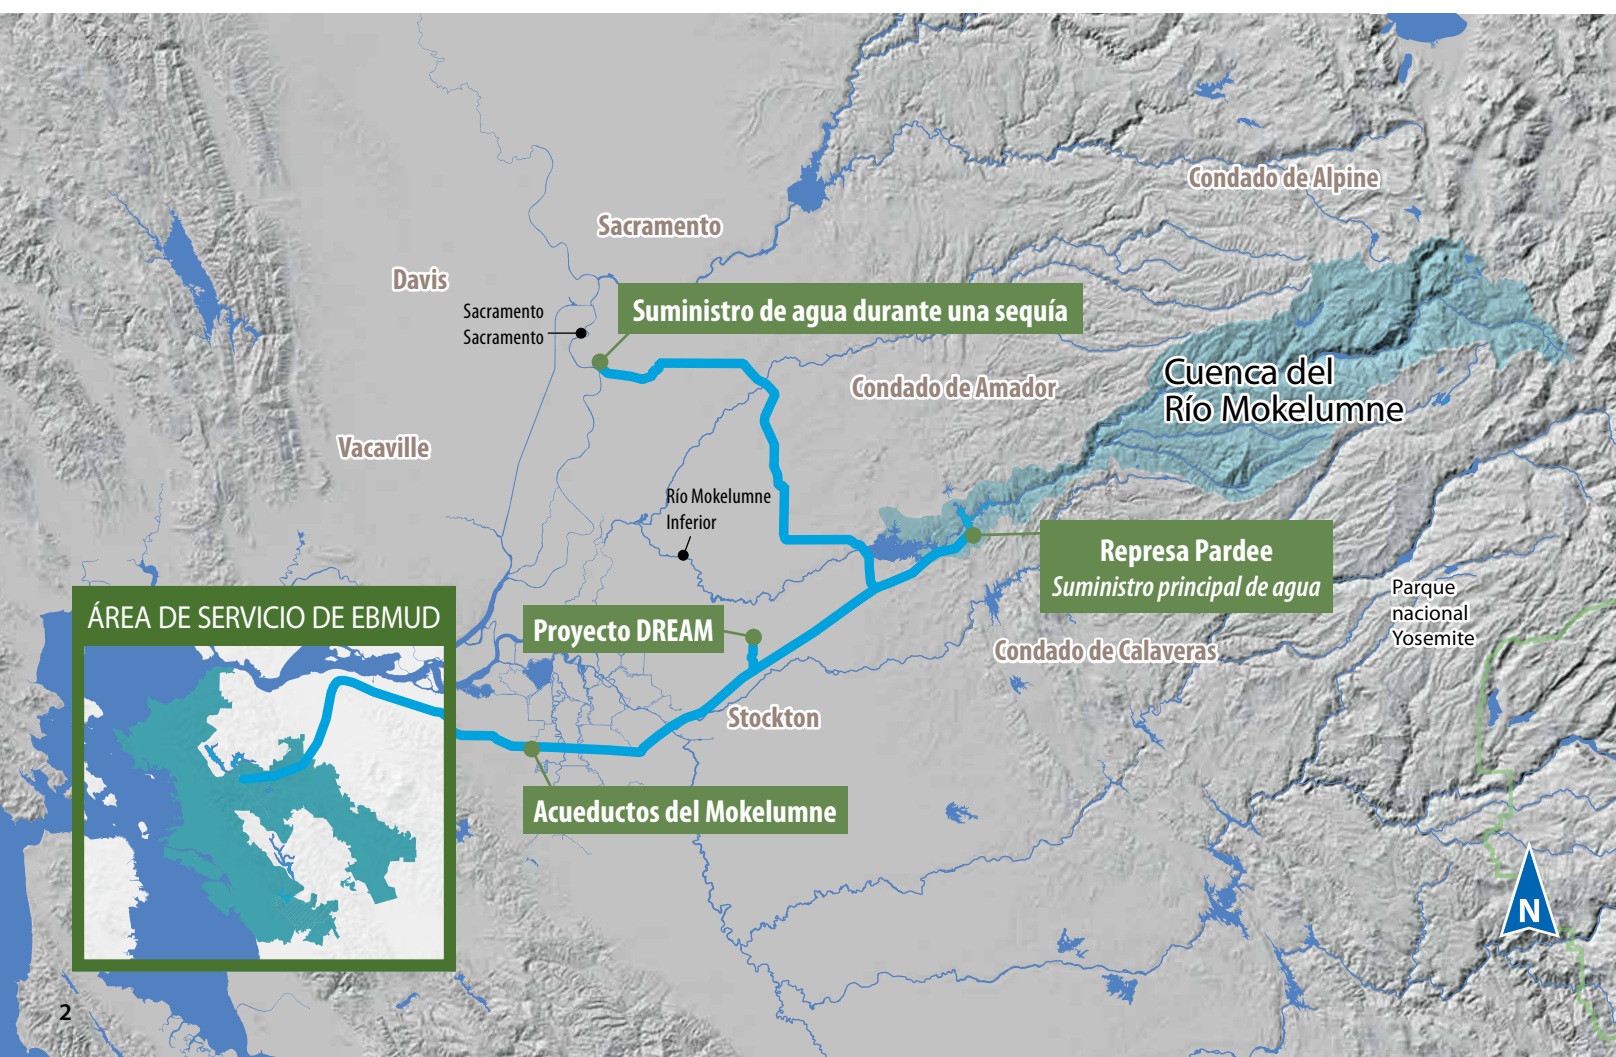 Condado de Alpine
Sacramento
Davis
Sacramento
Sacramento
Suministro de agua durante una sequía
Cuenca del
Río Mokelumne
Condado de Amador
Vacaville
Río Mokelumne
Inferior
Represa Pardee
Suministro principal de agua
Parque
nacional
Yosemite
ÁREA DE SERVICIO DE EBMUD
Proyecto DREAM
Condado de Calaveras
Stockton
Acueductos del Mokelumne
N
2